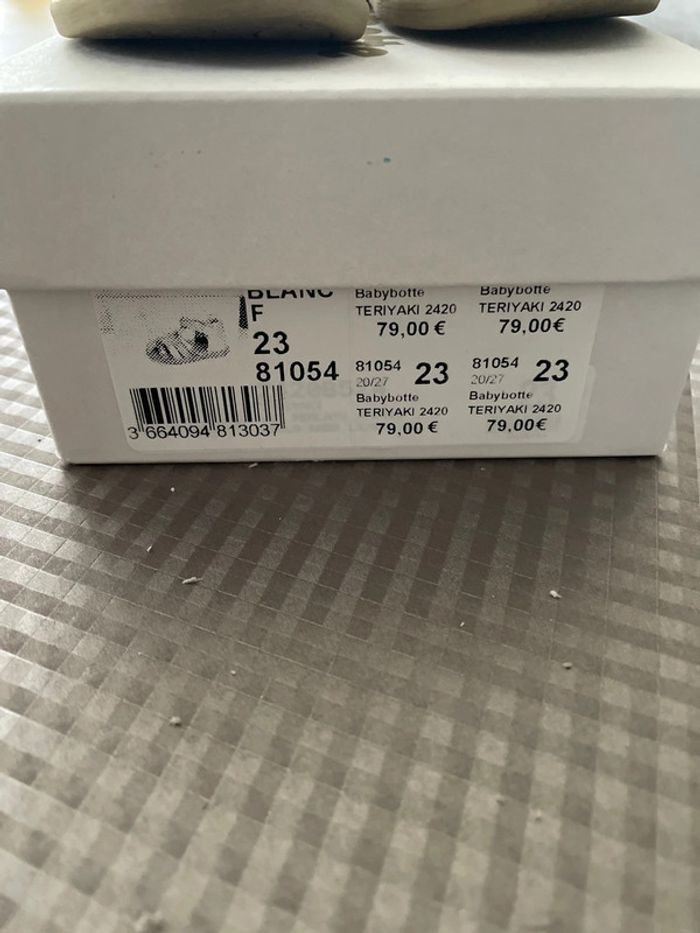 BLANC
F
23
81054
3 664094 813037
Babybotte
TERIYAKI 2420
79,00 €
81054 23
20/27
Babybotte
TERIYAKI 2420
79,00 €
Babybotte
TERIYAKI 2420
79,00€
81054 23
20/27
Babybotte
TERIYAKI 2420
79,00€